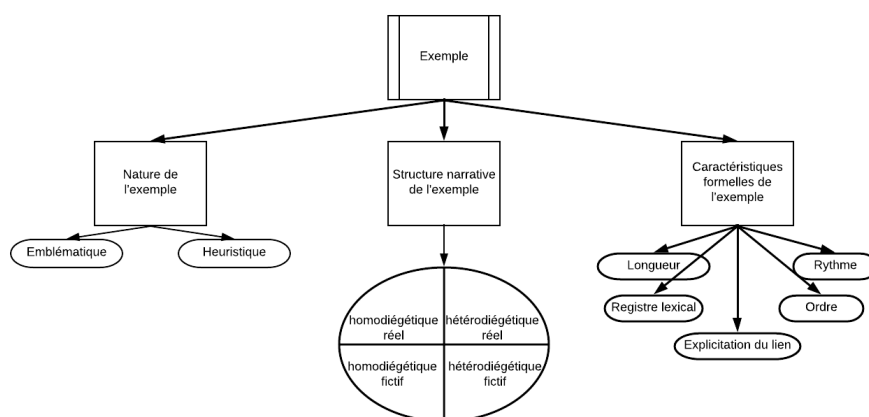 Exemple
Nature de
l'exemple
Structure narrative
de l'exemple
Caractéristiques
formelles de
l'exemple
Emblématique
Heuristique
Longueur
Rythme
Registre lexical
Ordre
Explicitation du lien
homodiégétique
réel
hétérodiégétique
réel
homodiégétique
fictif
hétérodiégétique
fictif